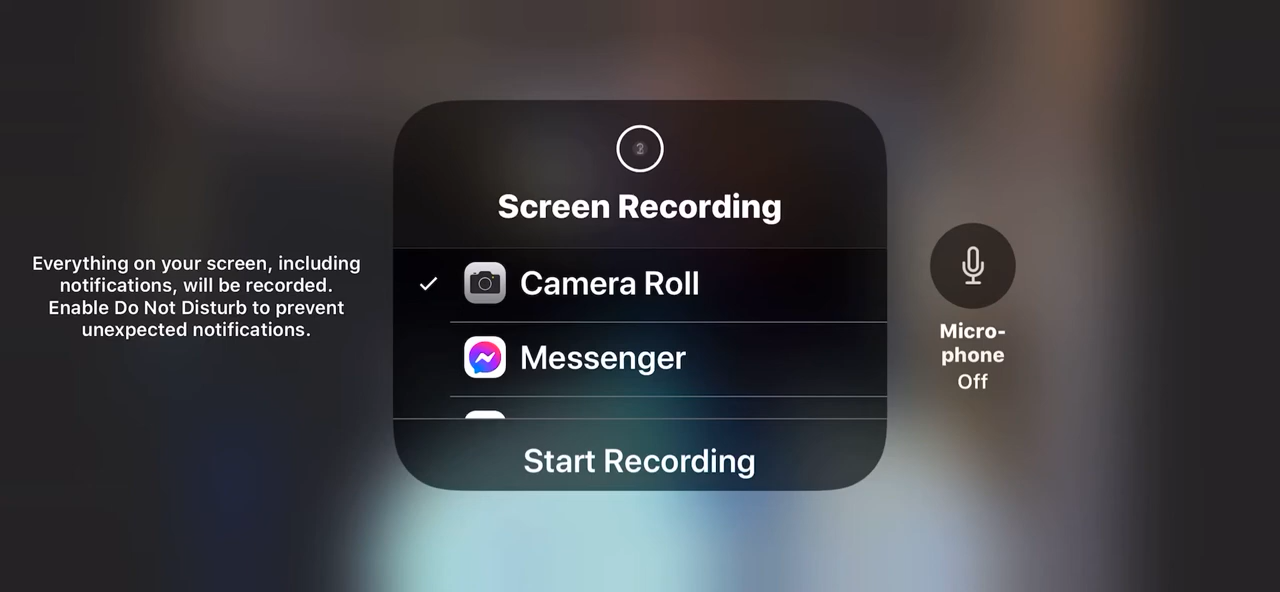 Screen Recording
Everything on your screen, including
notifications, will be recorded.
Enable Do Not Disturb to prevent
unexpected notifications.
Camera Roll
Messenger
Start Recording
Micro-
phone
Off